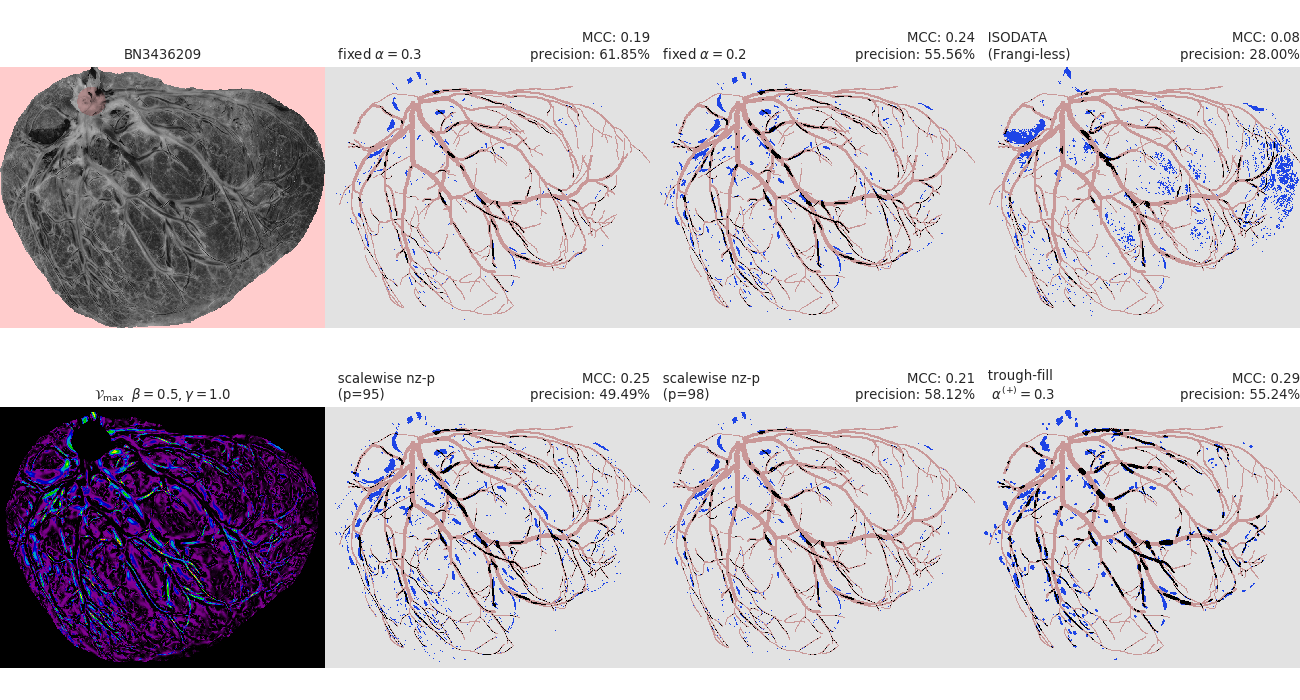 BN3436209
fixed α = 0.3
MCC: 0.19
precision: 61.85%
fixed α = 0.2
MCC: 0.24
precision: 55.56%
ISODATA
(Frangi-less)
MCC: 0.08
precision: 28.00%
𝒱max β = 0.5, γ = 1.0
scalewise nz-p
(p=95)
MCC: 0.25
precision: 49.49%
scalewise nz-p
(p=98)
MCC: 0.21
precision: 58.12%
trough-fill
α(+) = 0.3
MCC: 0.29
precision: 55.24%